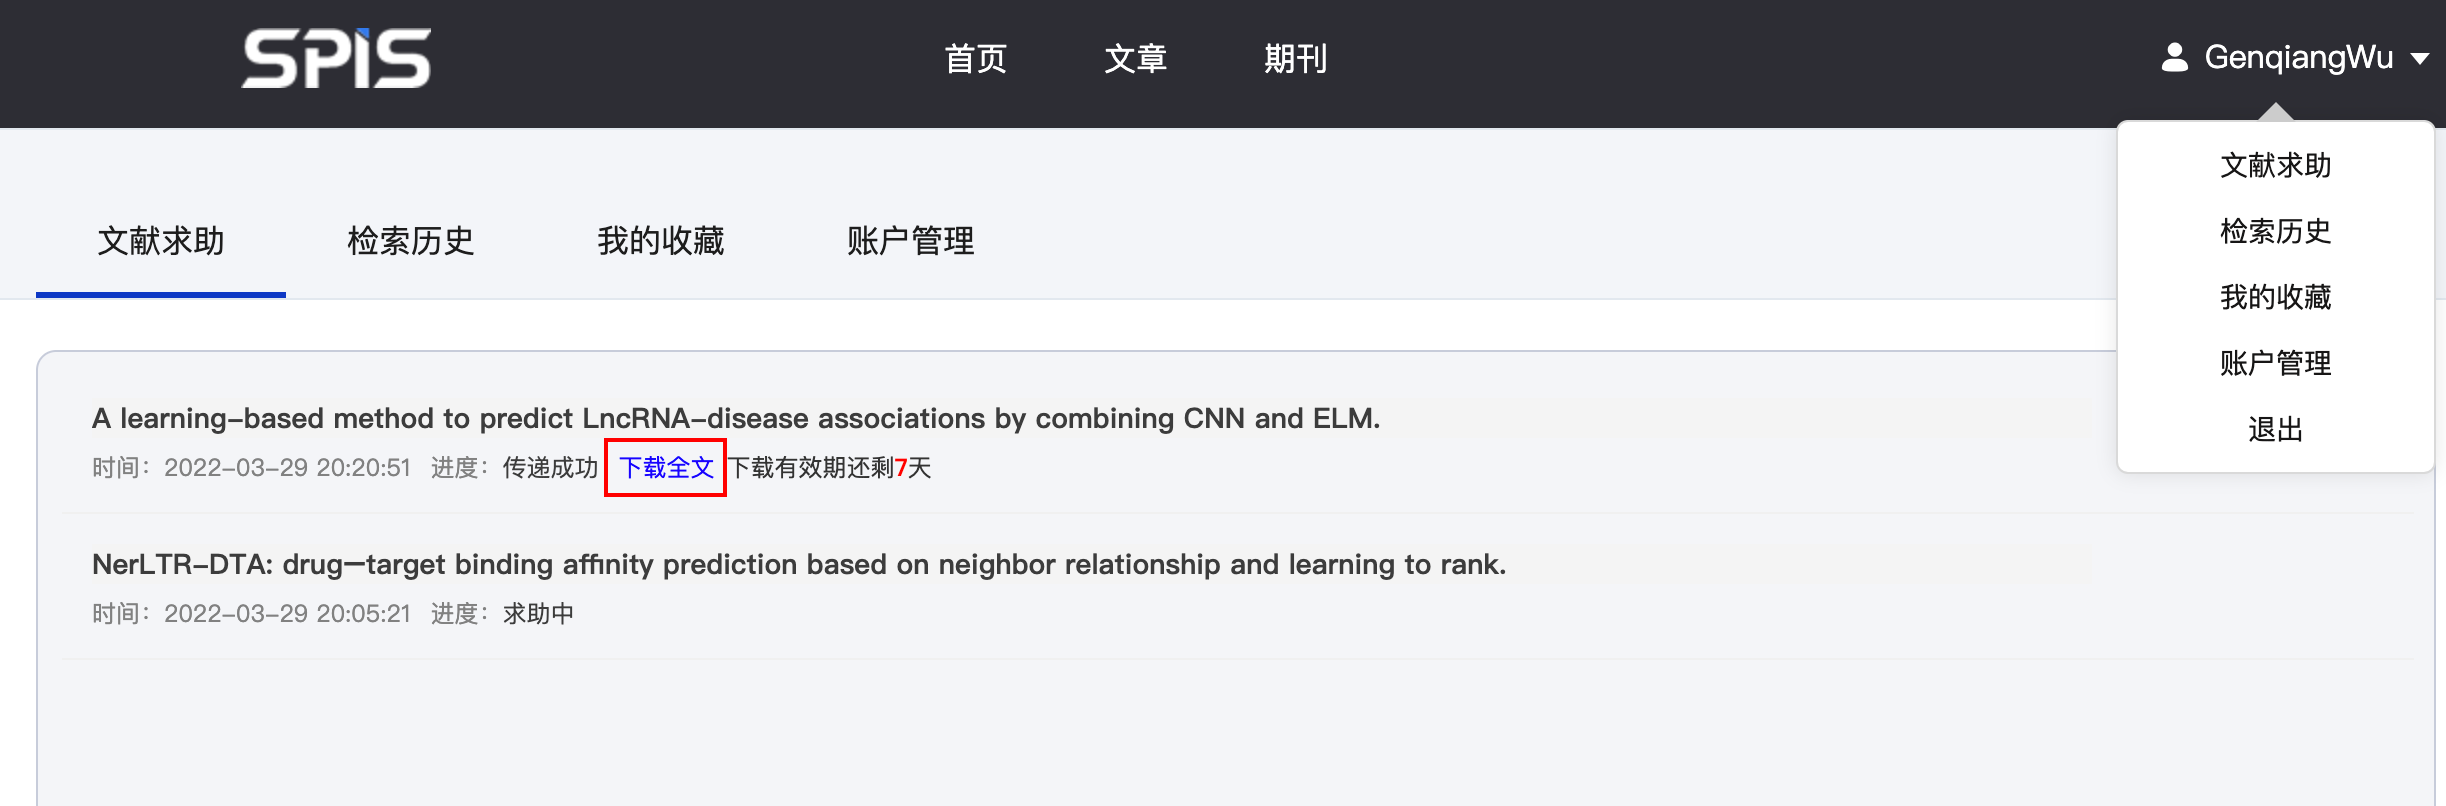 SPIS 首页 文章 期刊 GenqiangWu
文献求助
检索历史
我的收藏
账户管理
退出
文献求助 检索历史 我的收藏 账户管理
A learning-based method to predict LncRNA-disease associations by combining CNN and ELM.
时间：2022-03-29 20:20:51 进度：传递成功 下载全文 下载有效期还剩7天
NerLTR-DTA: drug—target binding affinity prediction based on neighbor relationship and learning to rank.
时间：2022-03-29 20:05:21 进度：求助中